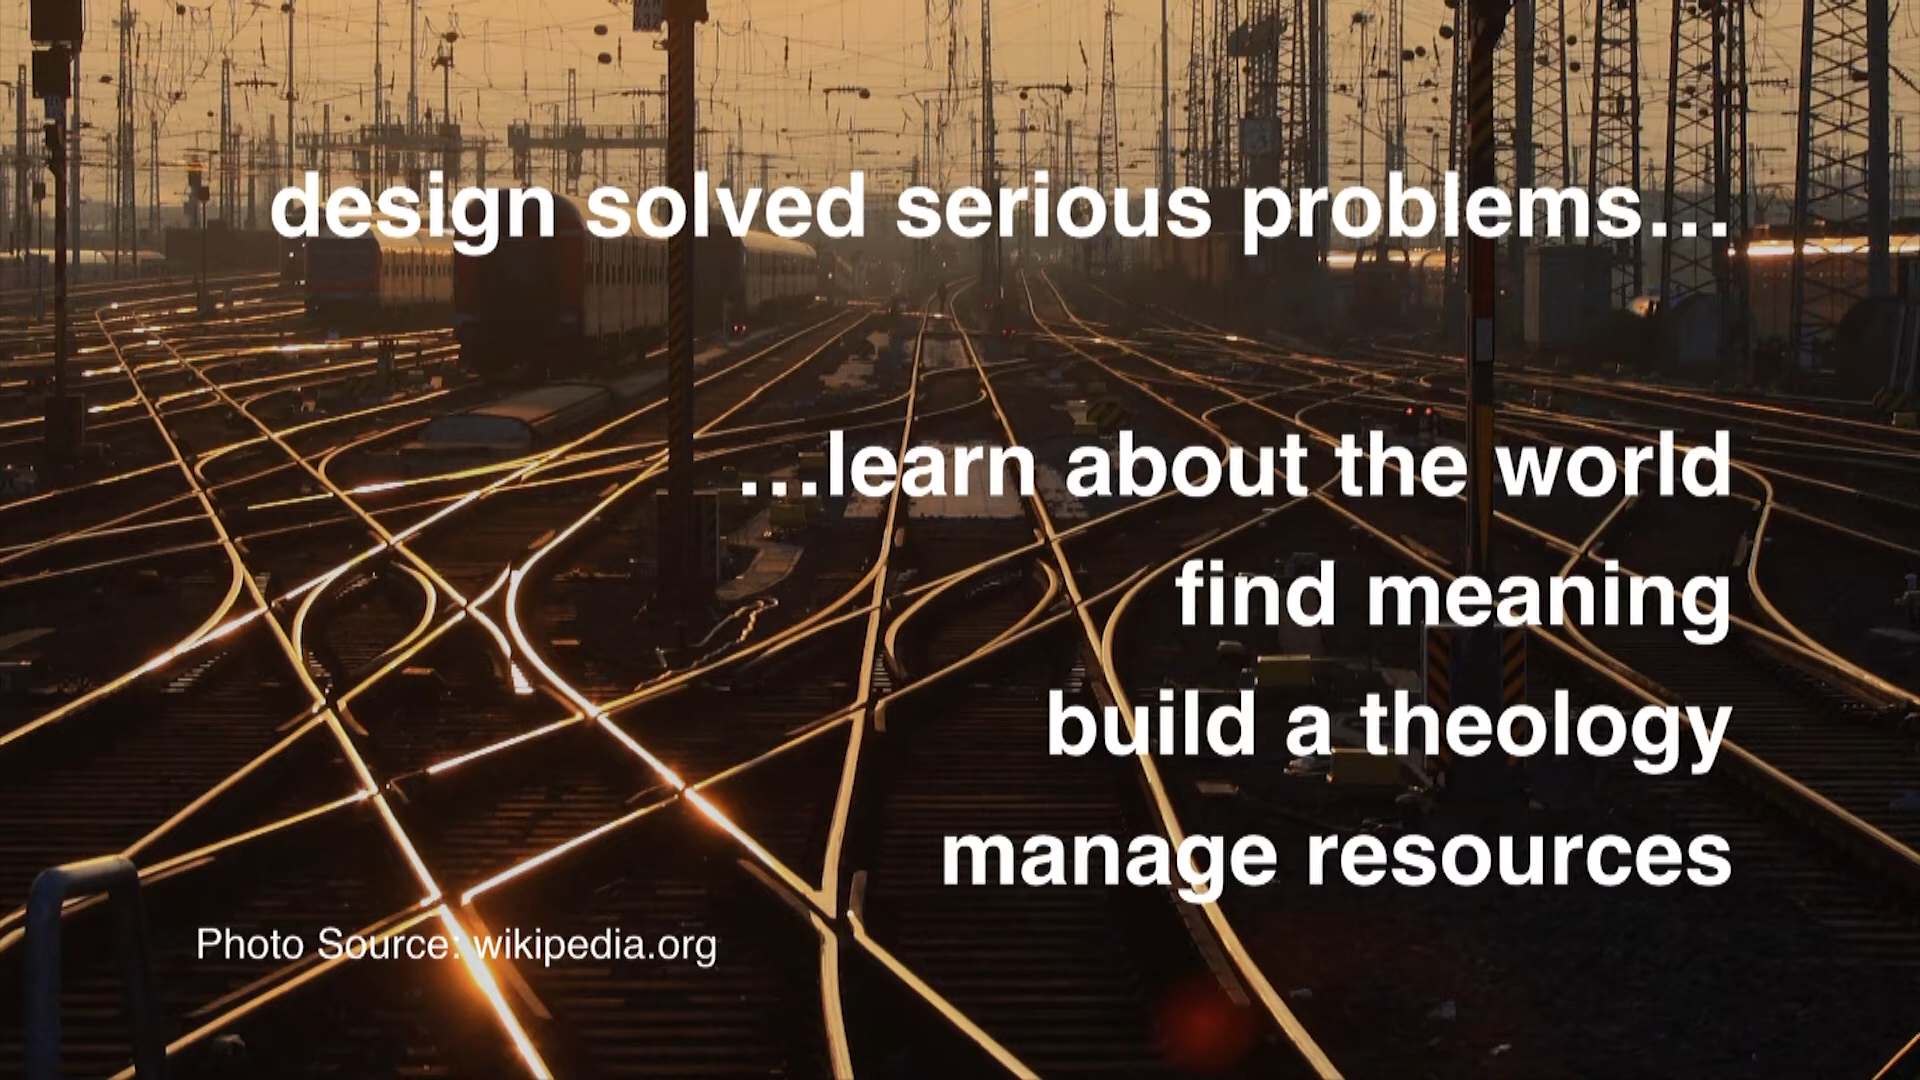 design solved serious problems…
…learn about the world
find meaning
build a theology
manage resources
Photo Source: wikipedia.org